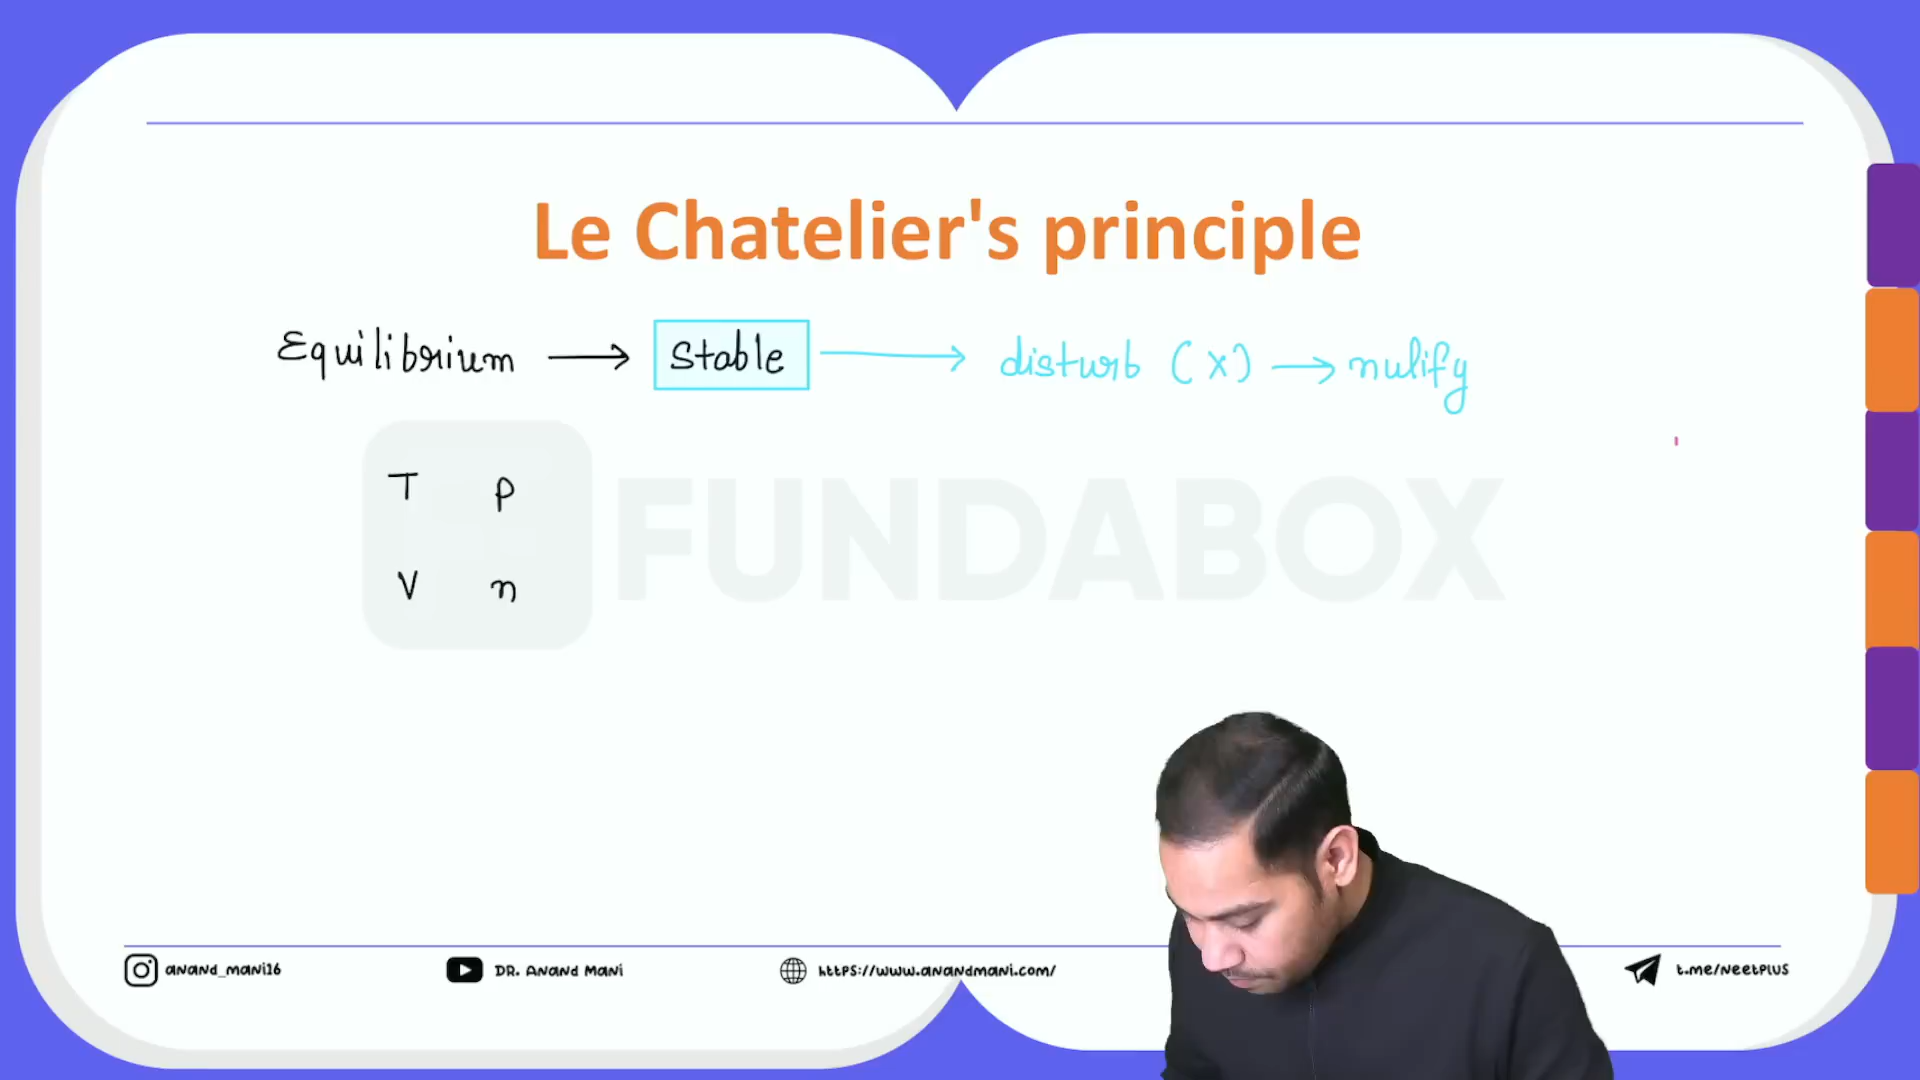 Le Chatelier's principle
Equilibrium → Stable → disturb (x) → nulify
T P
FUNDABOX
V n
anand_mani16 DR. Anand Mani https://www.anandmani.com/ t.me/neetplus